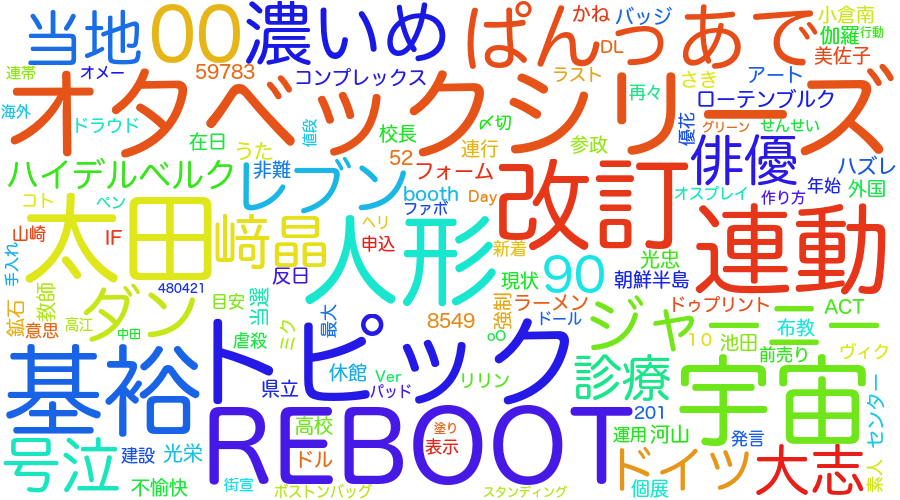 当地 00 濃いめ ぱんつあで かね バッジ 小倉南
DL 伽羅 行動
美佐子
連帯 オメー 59783 コンプレックス ラスト さき アート
オタベックシリーズ
海外 ドラウド 在日 値段 校長 〆切 再々 ローテンブルク
うた 連行 参政 優花 グリーン せんせい
ハイデルベルク 非難 52 フォーム 俳優 ハズレ
コト ペン レブン booth Day 改訂 オスプレイ 作り方 年始 外国
太田 崎晶 ファボ 連動
山崎 IF ヘリ 申込 新着 光忠
手入れ 反日 人形 現状 90 朝鮮半島
480421
鉱石 教師 ダン 目安 当選 最大 強制 ラーメン ドゥプリント ACT
意思 高江 中田 虐殺 ミク 8549 ドール ジャーニー 布教
oO 10 池田 前売り ヴィク
基裕 トピック 休館 Ver リリン 診療 宇宙
県立 パッド
号泣 REBOOT 201 センター
高校 塗り 運用 河山 発言
建設 光栄 ドル 表示 ドイツ 大志 素人
不愉快 街宣 ボストンバッグ スタンディング 個展